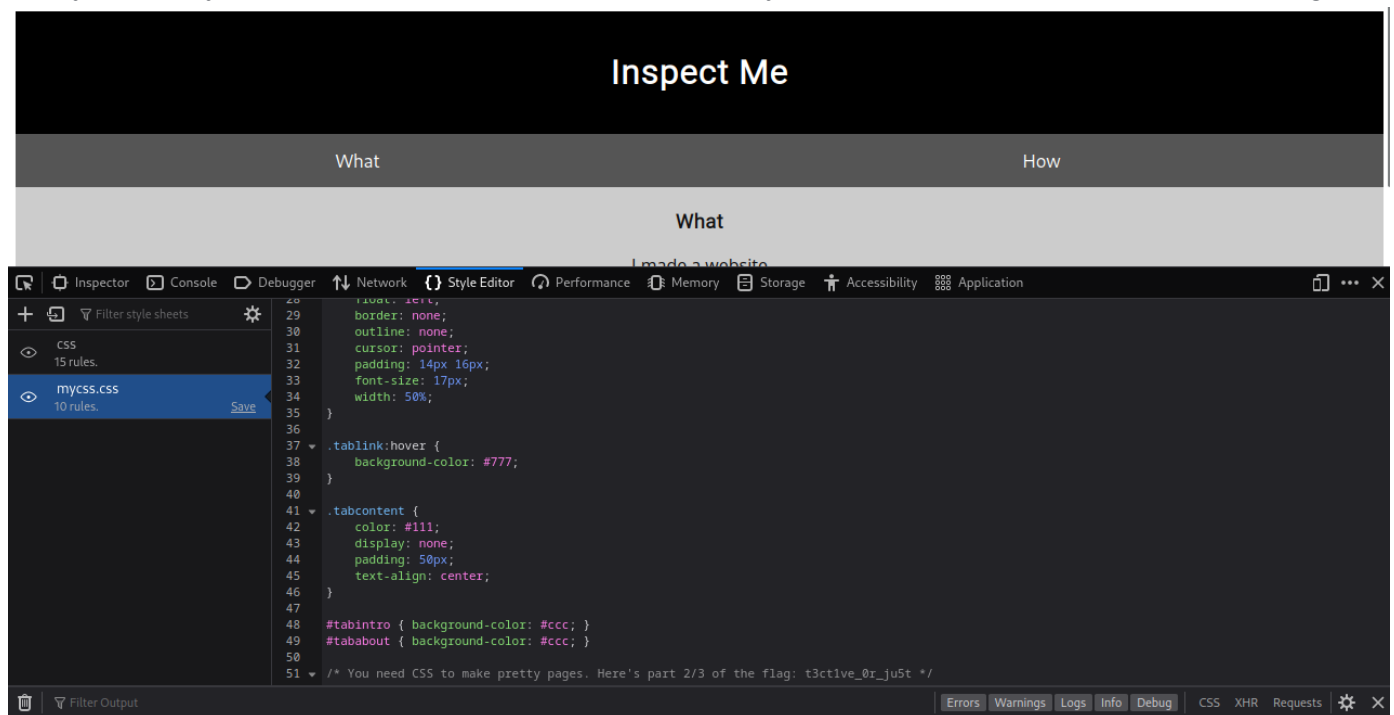 Inspect Me
What How
What
I made a website
Inspector Console Debugger Network {} Style Editor Performance Memory Storage Accessibility Application
Filter style sheets
css
15 rules.
mycss.css
10 rules. Save
28 float: left;
29 border: none;
30 outline: none;
31 cursor: pointer;
32 padding: 14px 16px;
33 font-size: 17px;
34 width: 50%;
35 }
36
37 .tablink:hover {
38 background-color: #777;
39 }
40
41 .tabcontent {
42 color: #111;
43 display: none;
44 padding: 50px;
45 text-align: center;
46 }
47
48 #tabintro { background-color: #ccc; }
49 #tababout { background-color: #ccc; }
50
51 /* You need CSS to make pretty pages. Here's part 2/3 of the flag: t3ct1ve_0r_ju5t */
Filter Output Errors Warnings Logs Info Debug CSS XHR Requests